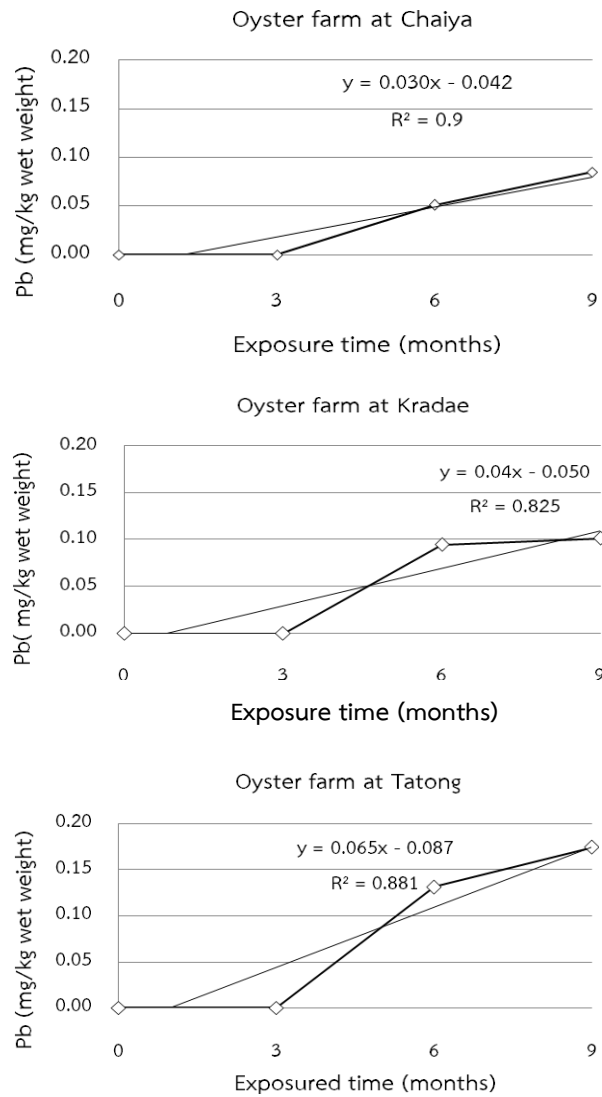 Oyster farm at Chaiya
0.20
y = 0.030x - 0.042
0.15
R² = 0.9
0.10
0.05
0.00
Pb (mg/kg wet weight)
0 3 6 9
Exposure time (months)
Oyster farm at Kradae
0.20
y = 0.04x - 0.050
0.15
R² = 0.825
0.10
0.05
0.00
Pb( mg/kg wet weight)
0 3 6 9
Exposure time (months)
Oyster farm at Tatong
0.20
y = 0.065x - 0.087
0.15
R² = 0.881
0.10
0.05
0.00
Pb (mg/kg wet weight)
0 3 6 9
Exposured time (months)